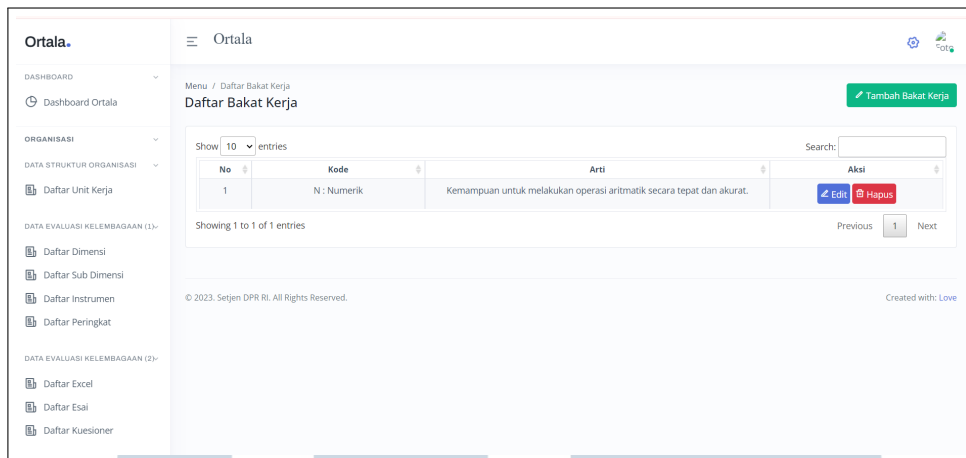 Ortala.
Ortala
Foto
DASHBOARD
Dashboard Ortala
ORGANISASI
DATA STRUKTUR ORGANISASI
Daftar Unit Kerja
DATA EVALUASI KELEMBAGAAN (1)
Daftar Dimensi
Daftar Sub Dimensi
Daftar Instrumen
Daftar Peringkat
DATA EVALUASI KELEMBAGAAN (2)
Daftar Excel
Daftar Esai
Daftar Kuesioner
Menu / Daftar Bakat Kerja
Daftar Bakat Kerja
Tambah Bakat Kerja
Show 10 entries
Search:
No Kode Arti Aksi
1 N : Numerik Kemampuan untuk melakukan operasi aritmatik secara tepat dan akurat. Edit Hapus
Showing 1 to 1 of 1 entries
Previous 1 Next
© 2023. Setjen DPR RI. All Rights Reserved.
Created with: Love